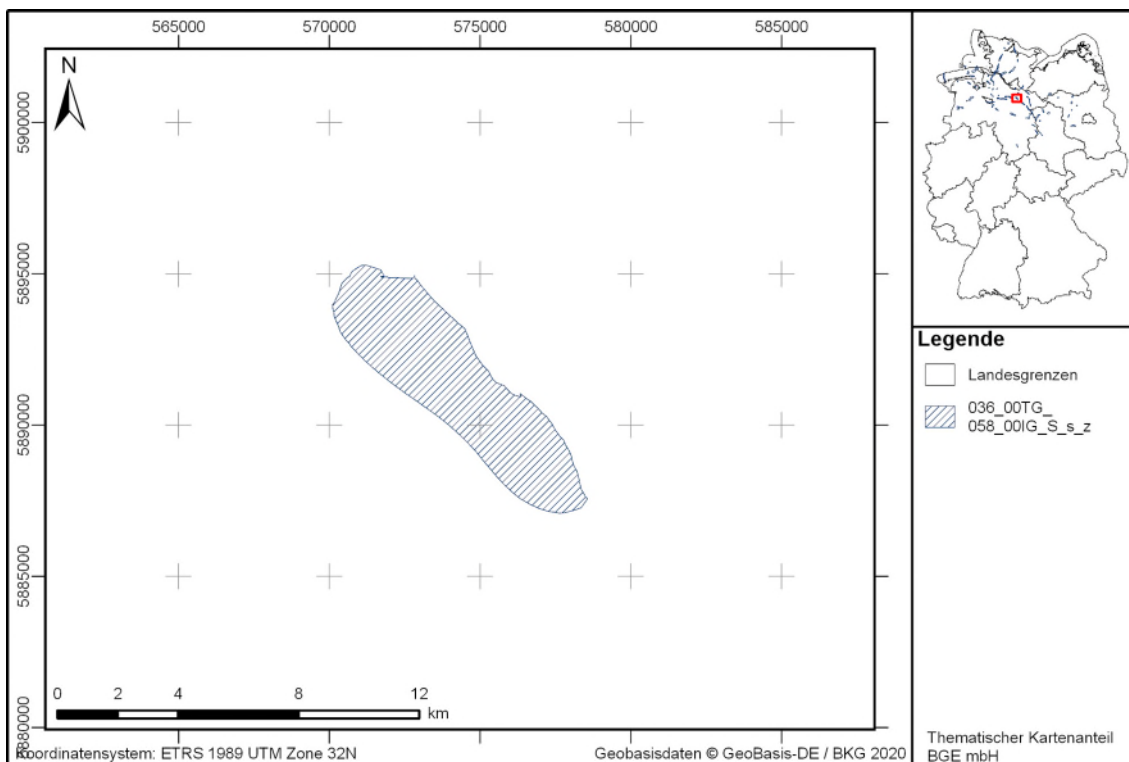 565000 570000 575000 580000 585000
N
5890000
5895000
5890000
5885000
5880000
0 2 4 8 12
km
Koordinatensystem: ETRS 1989 UTM Zone 32N
Geobasisdaten © GeoBasis-DE / BKG 2020
Legende
Landesgrenzen
036_00TG_
058_00IG_S_s_z
Thematischer Kartenanteil
BGE mbH